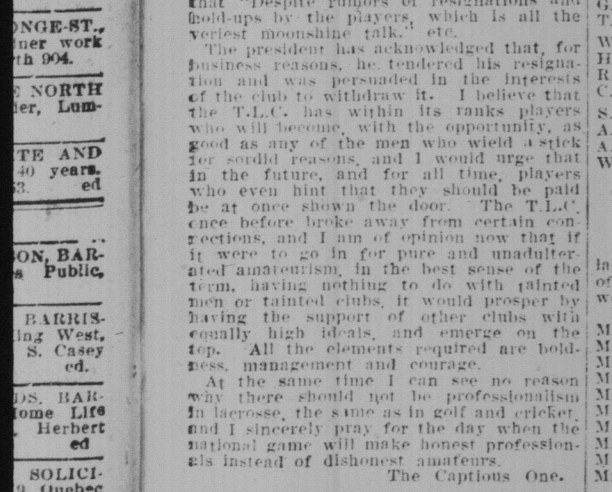 ONGE-ST.,
iner work
th 904.
E NORTH
ier, Lum-
TE AND
40 years.
53. ed
SON, BAR-
s Public,
BARRIS-
ing West,
S. Casey
ed.
DS, BAR-
Home Life
Herbert
ed
SOLICI-
Quebec
that "Despite rumors of resignations and
hold-ups by the players, which is all the
veriest moonshine talk." etc.
The president has acknowledged that, for
business reasons, he tendered his resigna-
tion and was persuaded in the interests
of the club to withdraw it. I believe that
the T.L.C. has within its ranks players
who will become, with the opportunity, as
good as any of the men who wield a stick
for sordid reasons, and I would urge that
in the future, and for all time, players
who even hint that they should be paid
be at once shown the door. The T.L.C.
once before broke away from certain con-
nections, and I am of opinion now that if
it were to go in for pure and unadulter-
ated amateurism, in the best sense of the
term, having nothing to do with tainted
men or tainted clubs, it would prosper by
having the support of other clubs with
equally high ideals, and emerge on the
top. All the elements required are bold-
ness, management and courage.
At the same time I can see no reason
why there should not be professionalism
in lacrosse, the same as in golf and cricket,
and I sincerely pray for the day when the
national game will make honest profession-
als instead of dishonest amateurs.
The Captious One.
G.
T
W
H
R
C.
S.
A
A.
W
la
of
w
M
M
M
M
M
M
M
M
M
M